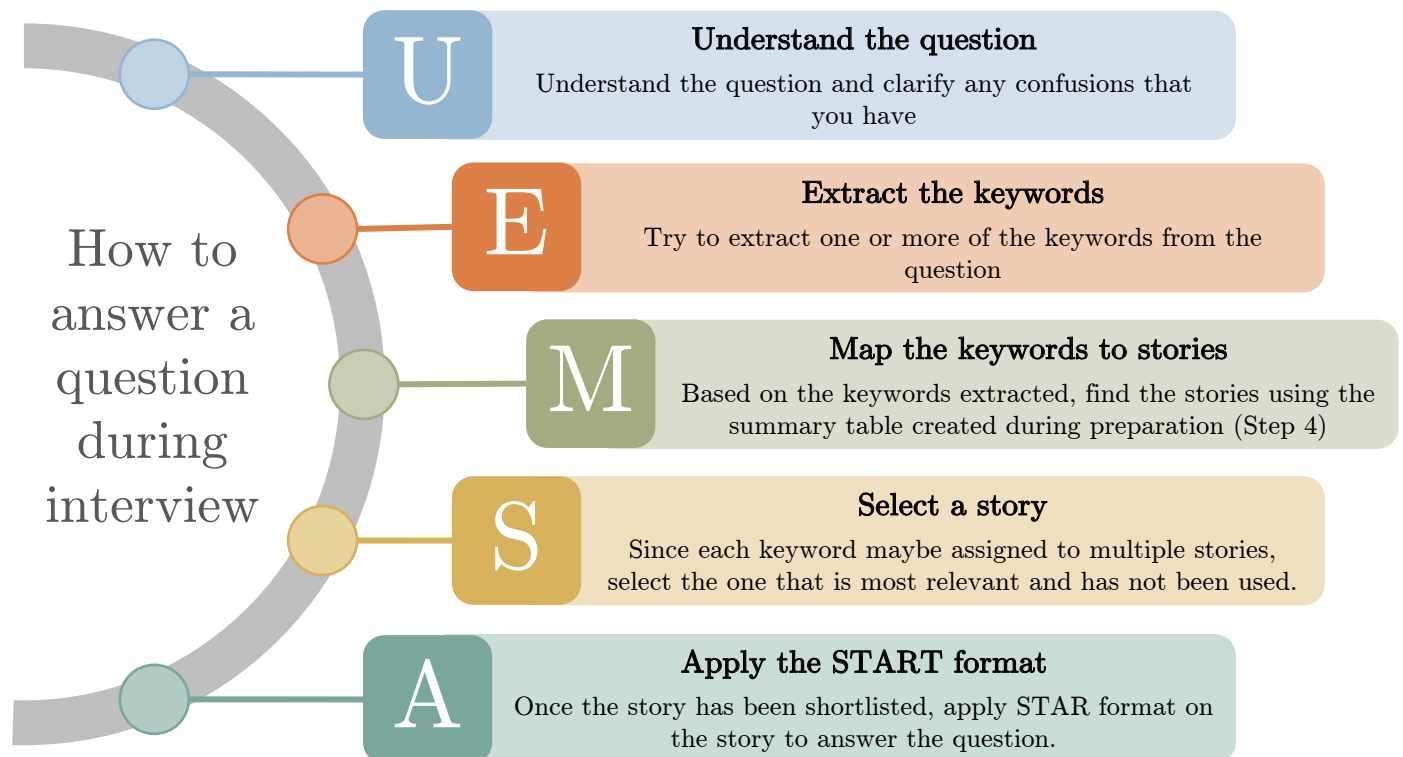 How to
answer a
question
during
interview
U
Understand the question
Understand the question and clarify any confusions that
you have
E
Extract the keywords
Try to extract one or more of the keywords from the
question
M
Map the keywords to stories
Based on the keywords extracted, find the stories using the
summary table created during preparation (Step 4)
S
Select a story
Since each keyword maybe assigned to multiple stories,
select the one that is most relevant and has not been used.
A
Apply the START format
Once the story has been shortlisted, apply STAR format on
the story to answer the question.